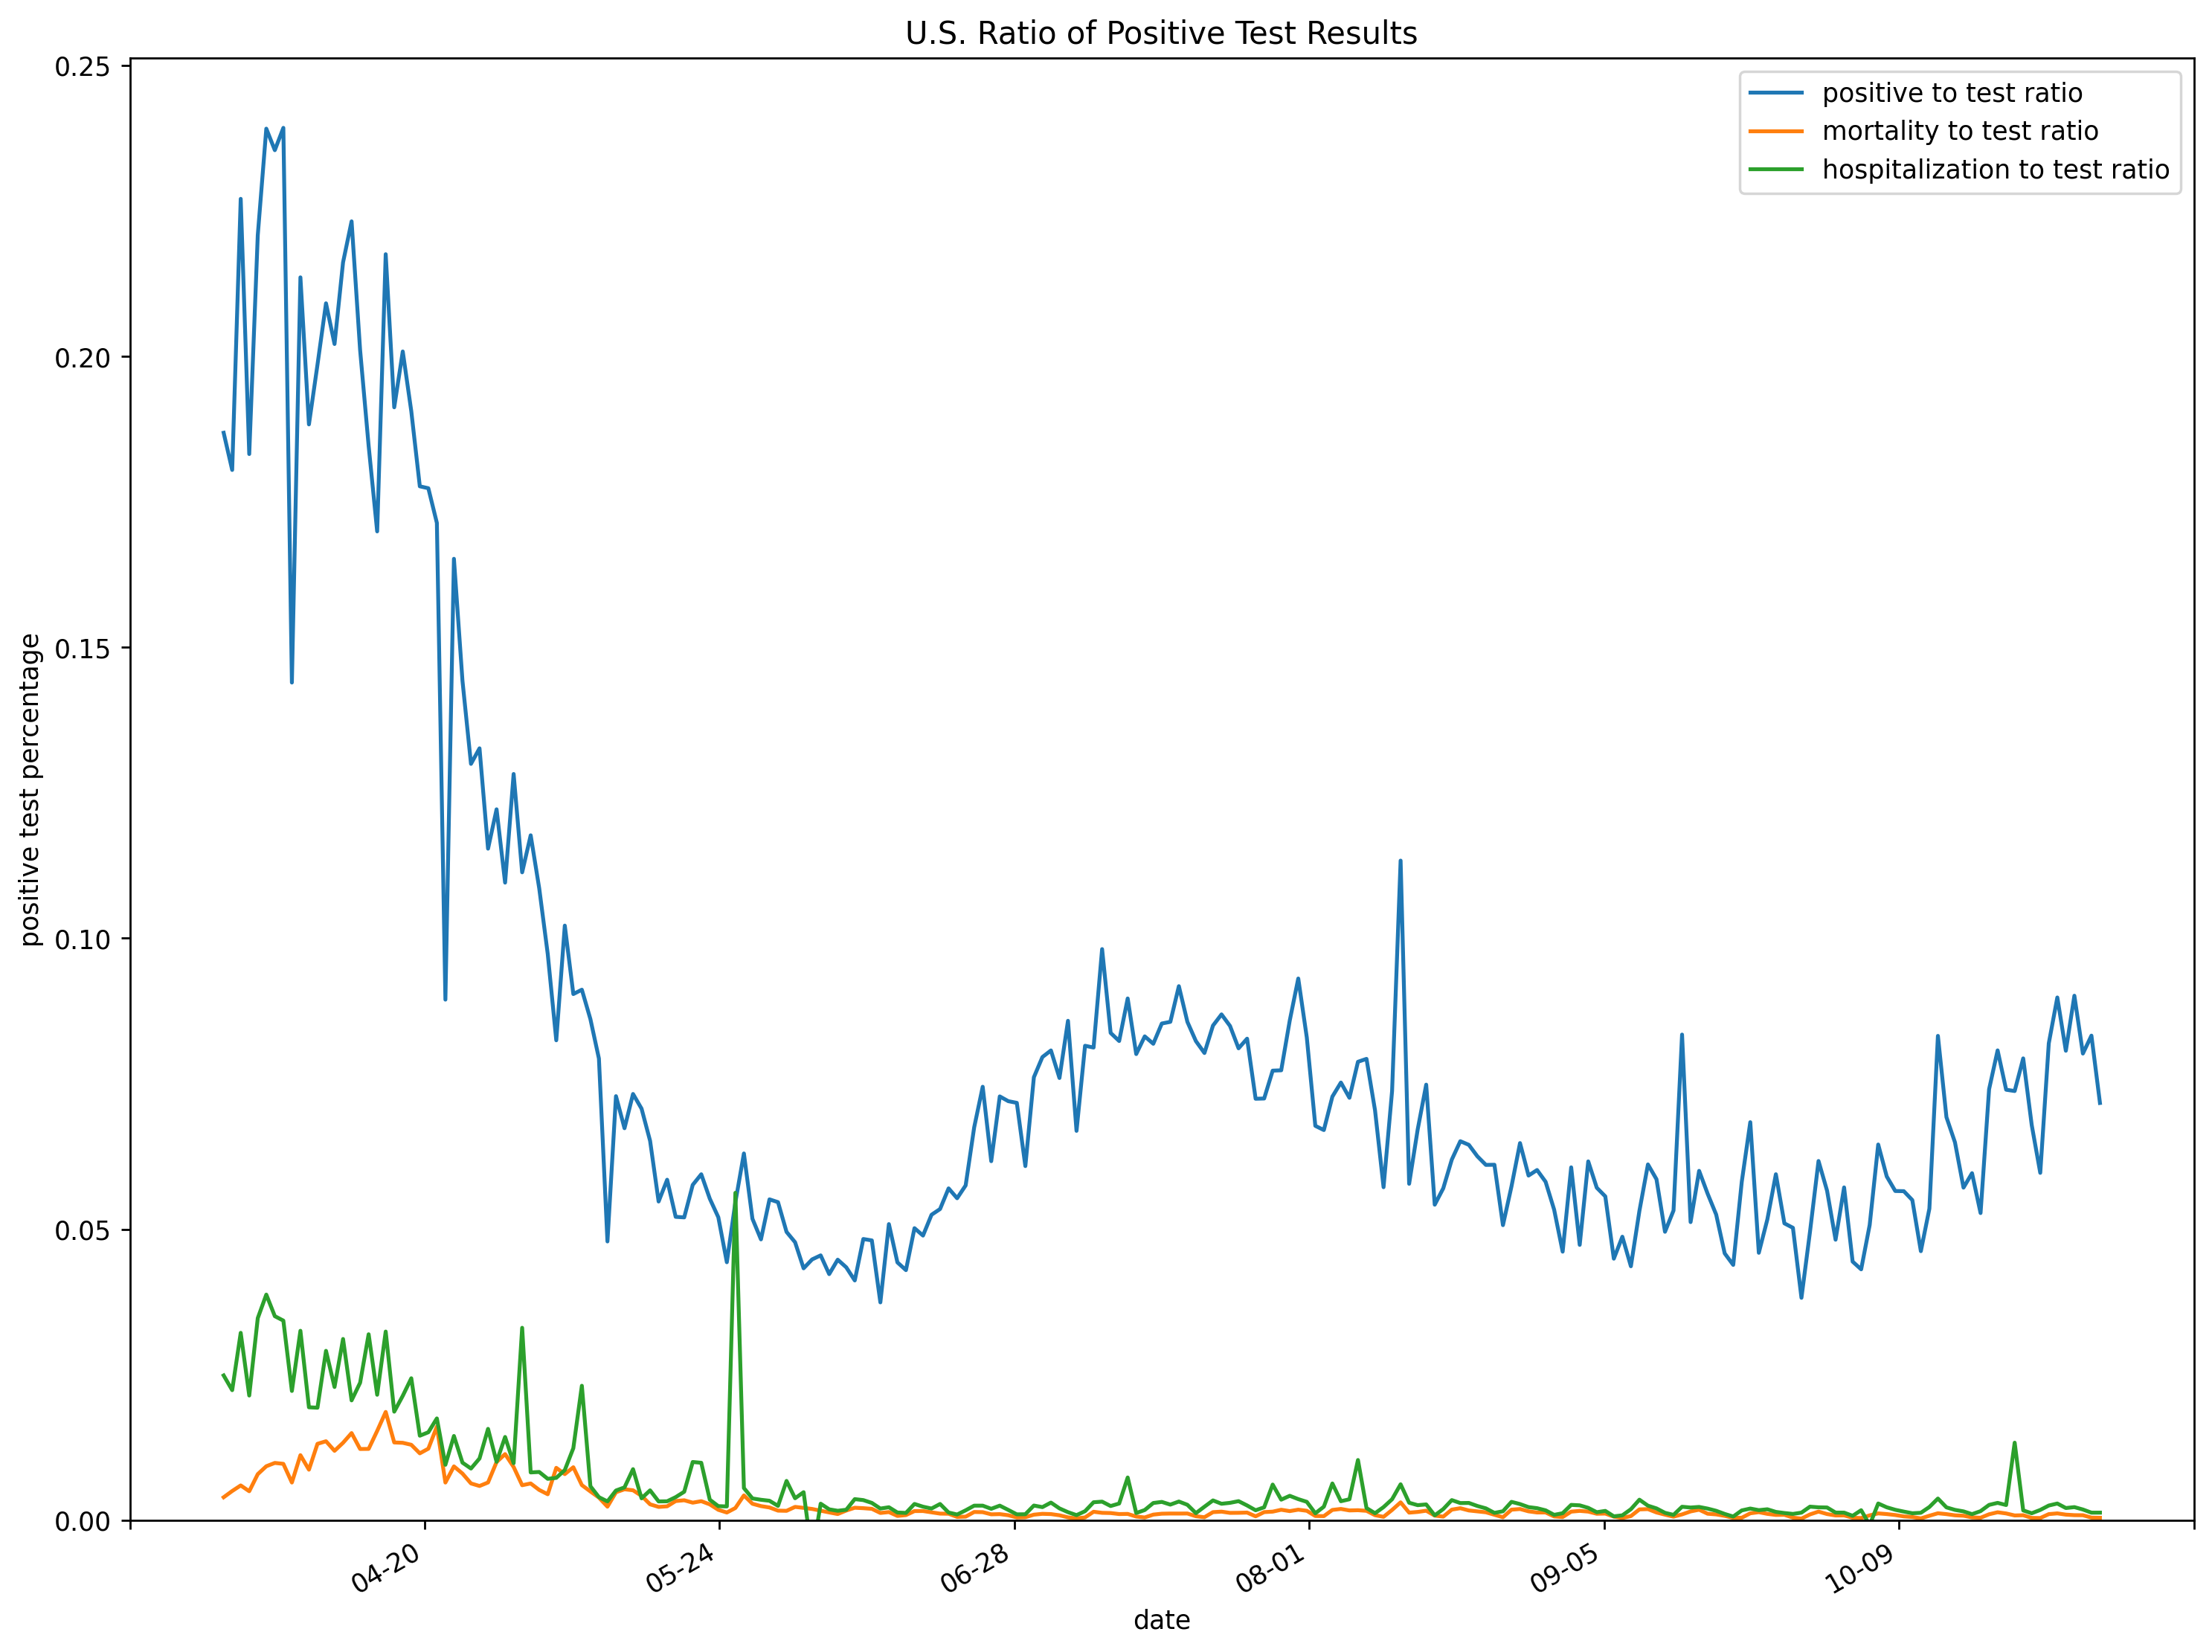 U.S. Ratio of Positive Test Results
positive to test ratio
mortality to test ratio
hospitalization to test ratio
positive test percentage
0.25
0.20
0.15
0.10
0.05
0.00
04-20
05-24
06-28
08-01
09-05
10-09
date